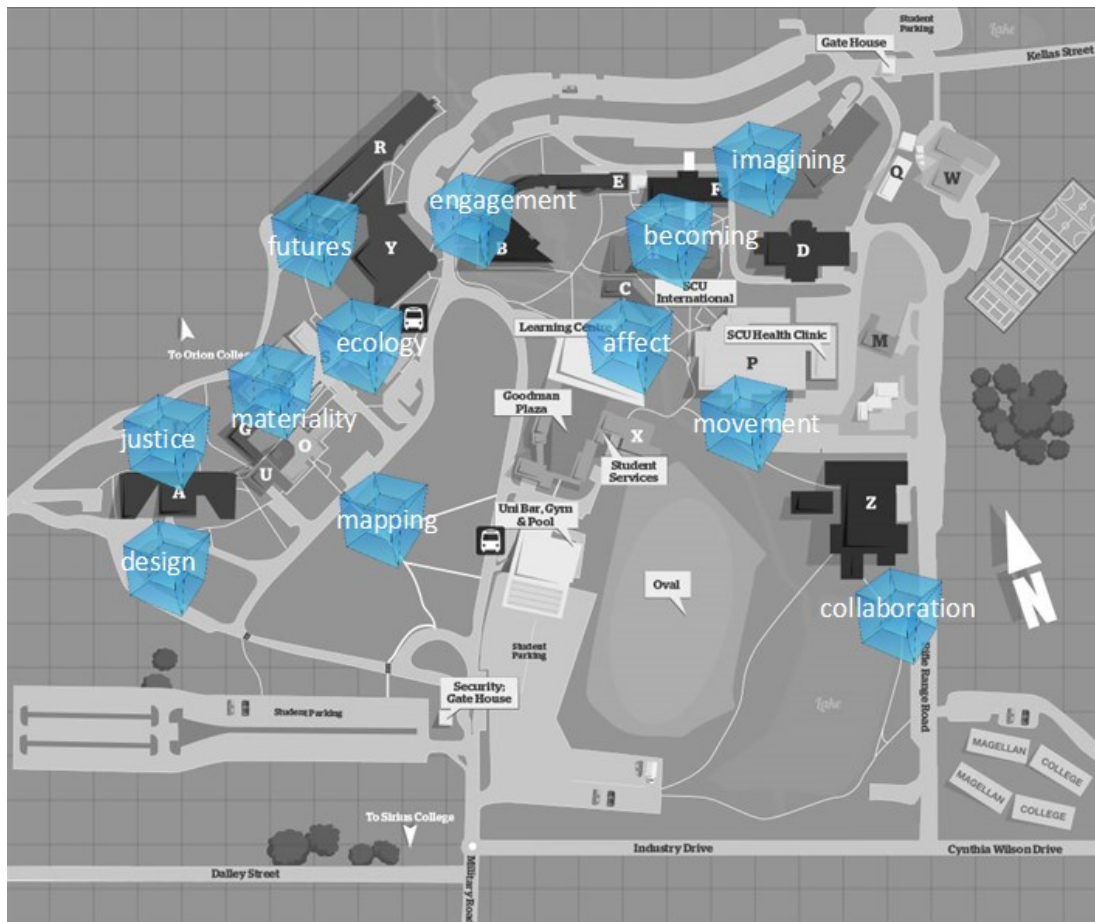 Student
Parking
Lake
Gate House
Kellas Street
R
imagining
Q
W
E
F
engagement
futures
Y
B
becoming
D
SCU
International
C
To Orion College
S
ecology
Learning Centre
affect
SCU Health Clinic
M
P
materiality
Goodman
Plaza
movement
justice
G
O
X
U
Student
Services
A
mapping
Uni Bar, Gym
& Pool
Z
design
Oval
collaboration
N
Student
Parking
Security:
Gate House
Rifle Range Road
Student Parking
Lake
MAGELLAN
COLLEGE
MAGELLAN
COLLEGE
To Sirius College
Industry Drive
Cynthia Wilson Drive
Dalley Street
Military Road